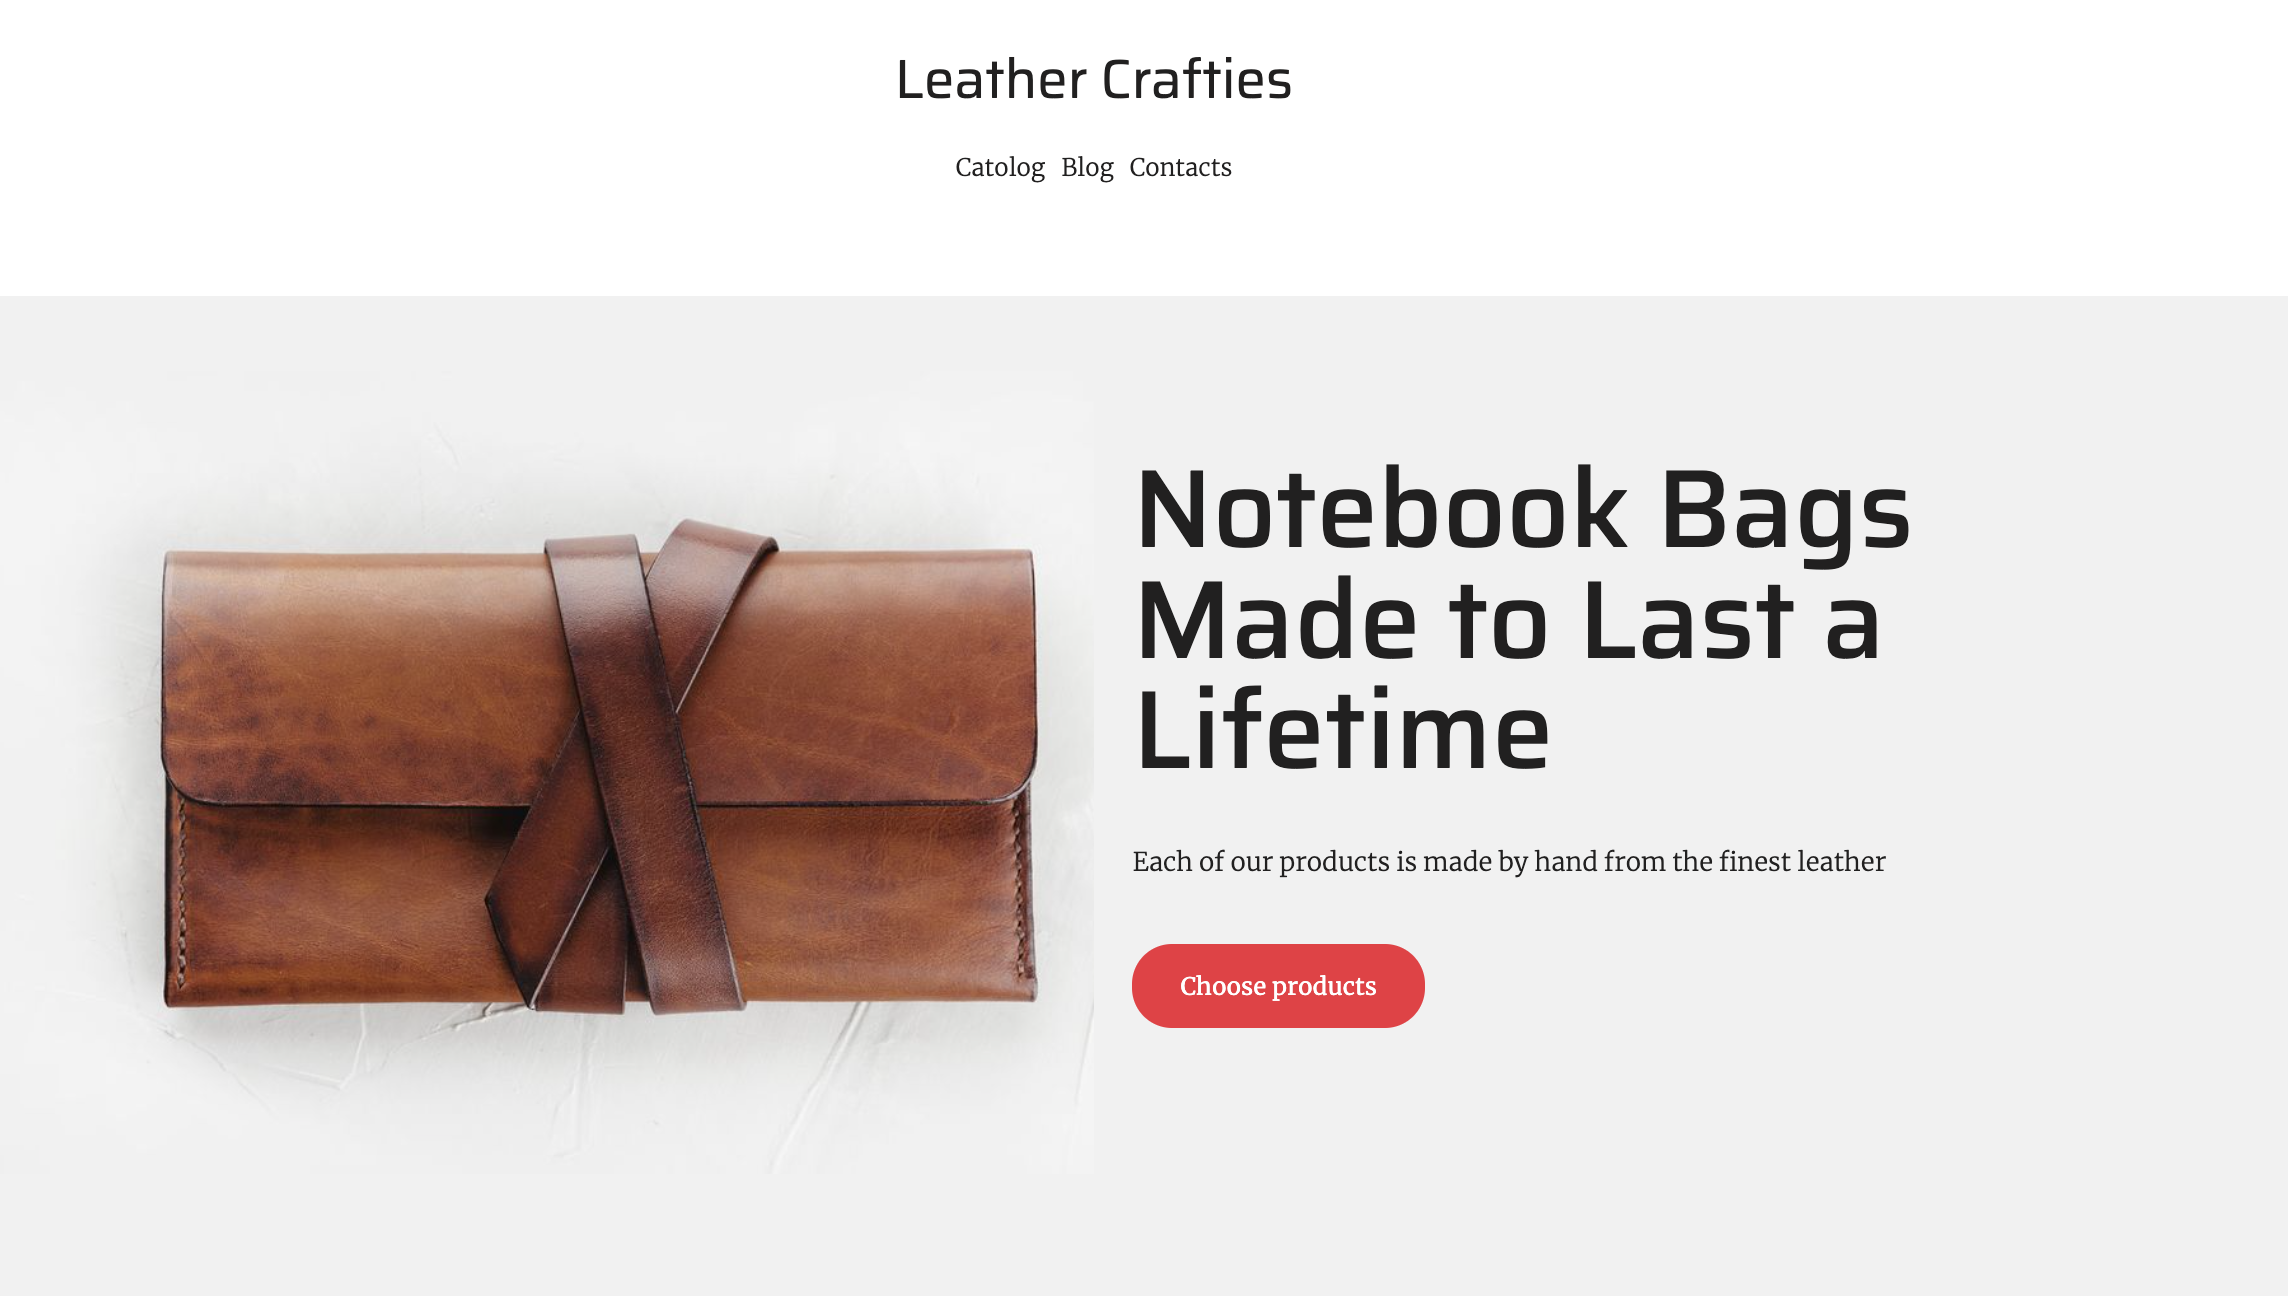 Leather Crafties
Catolog Blog Contacts
Notebook Bags
Made to Last a
Lifetime
Each of our products is made by hand from the finest leather
Choose products